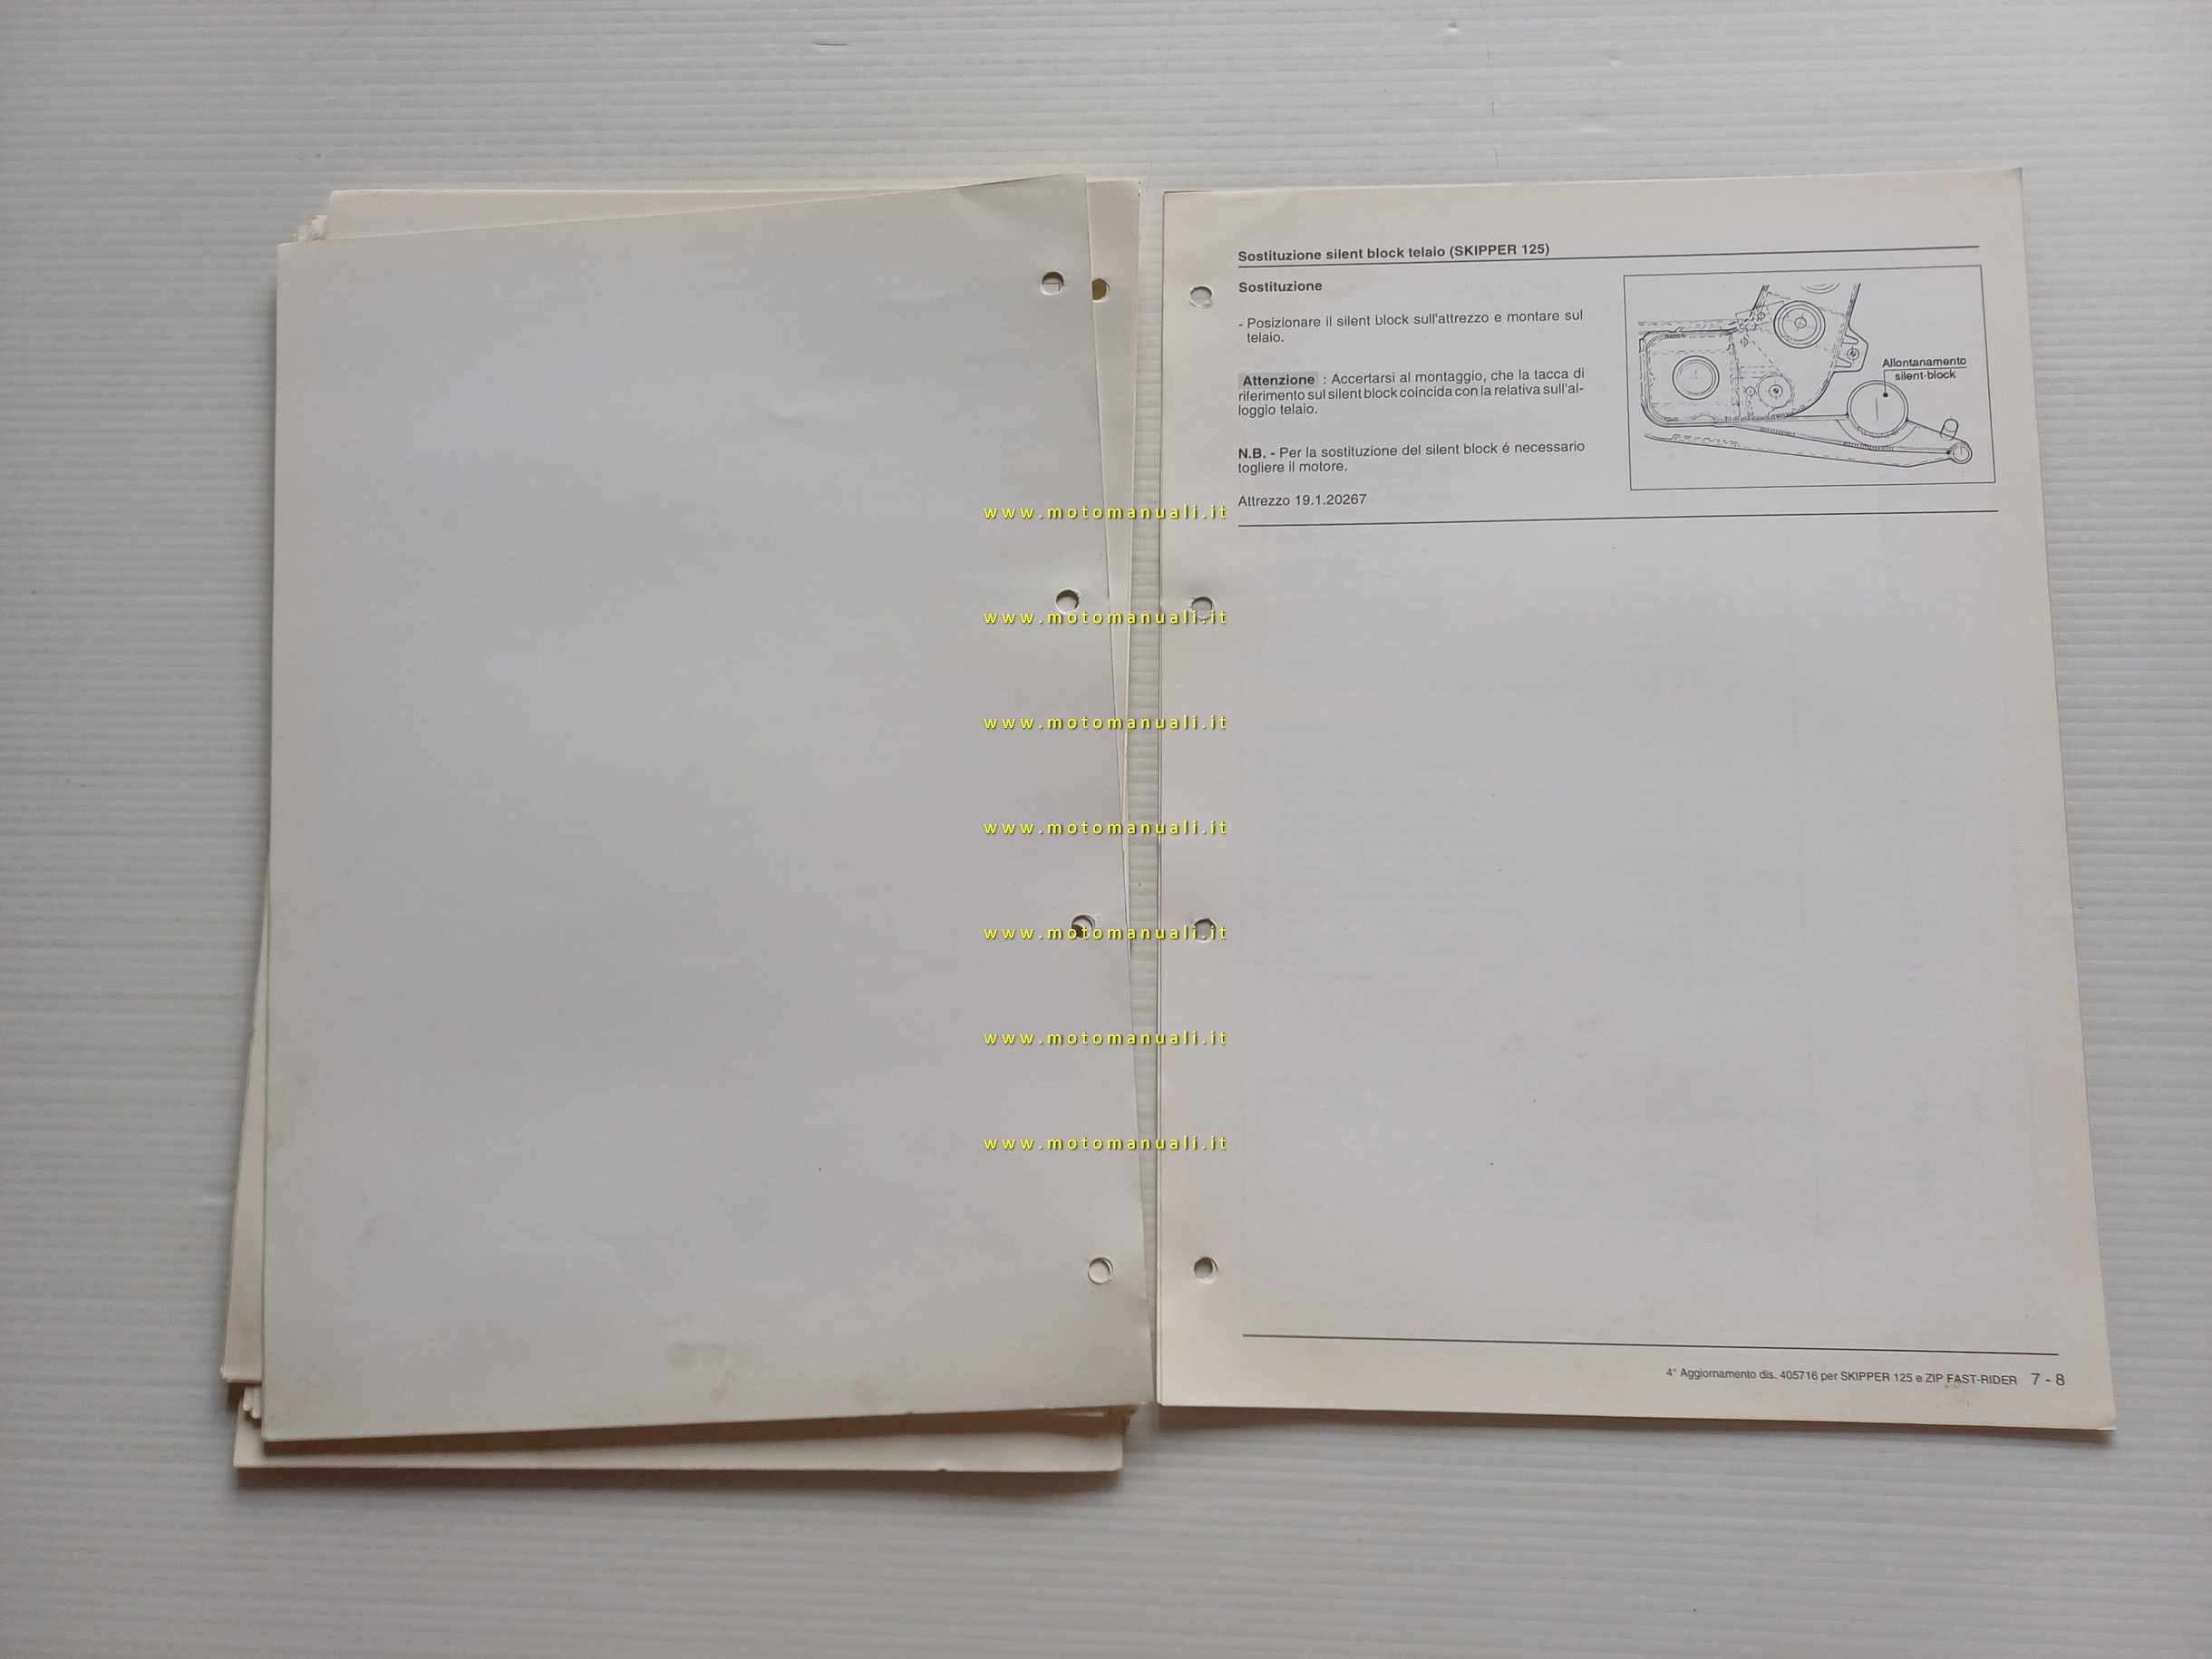 Sostituzione silent block telaio (SKIPPER 125)
Sostituzione
- Posizionare il silent block sull'attrezzo e montare sul
telaio.
Attenzione : Accertarsi al montaggio, che la tacca di
riferimento sul silent block coincida con la relativa sull'al-
loggio telaio.
N.B. - Per la sostituzione del silent block é necessario
togliere il motore.
Attrezzo 19.1.20267
Allontanamento
silent-block
www.motomanuali.it
www.motomanuali.it
www.motomanuali.it
www.motomanuali.it
www.motomanuali.it
www.motomanuali.it
www.motomanuali.it
4° Aggiornamento dis. 405716 per SKIPPER 125 e ZIP FAST-RIDER 7 - 8